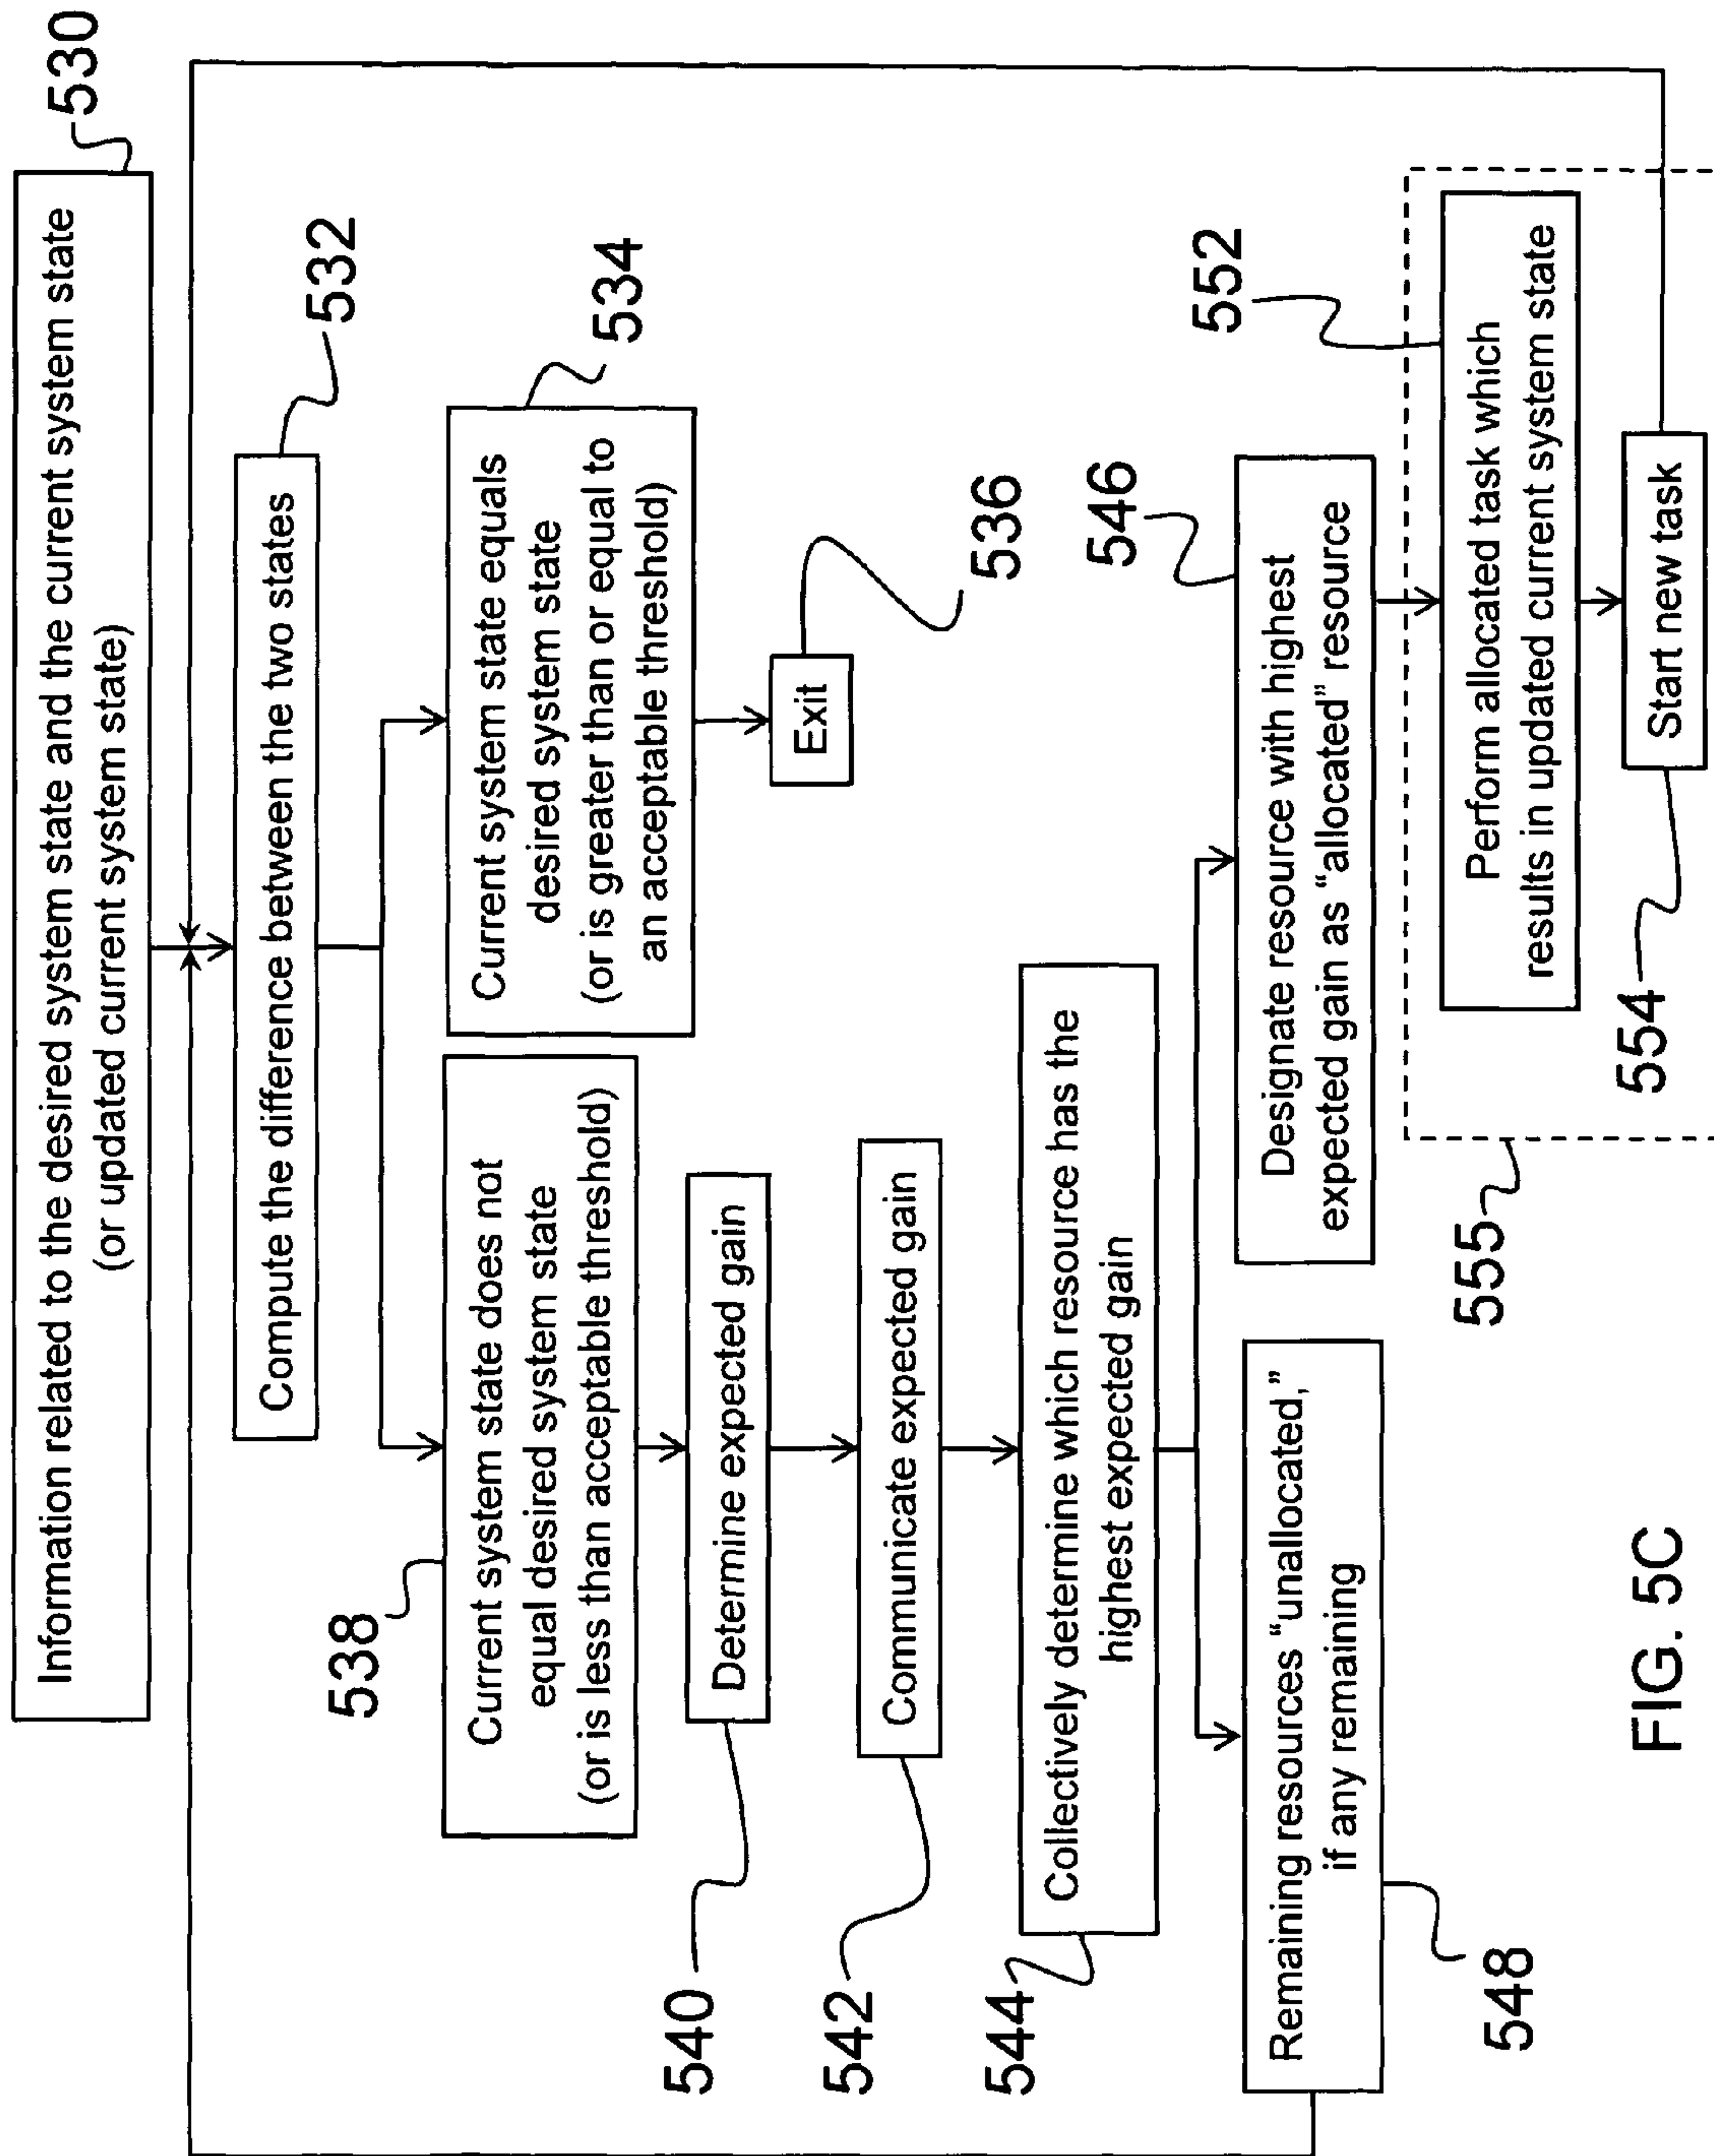 Information related to the desired system state and the current system state
(or updated current system state)
530
Compute the difference between the two states
532
Current system state does not
equal desired system state
(or is less than acceptable threshold)
538
Current system state equals
desired system state
(or is greater than or equal to
an acceptable threshold)
534
Determine expected gain
540
Exit
536
Communicate expected gain
542
Collectively determine which resource has the
highest expected gain
544
Remaining resources “unallocated,”
if any remaining
548
Designate resource with highest
expected gain as “allocated” resource
546
Perform allocated task which
results in updated current system state
552
Start new task
554
555
FIG. 5C